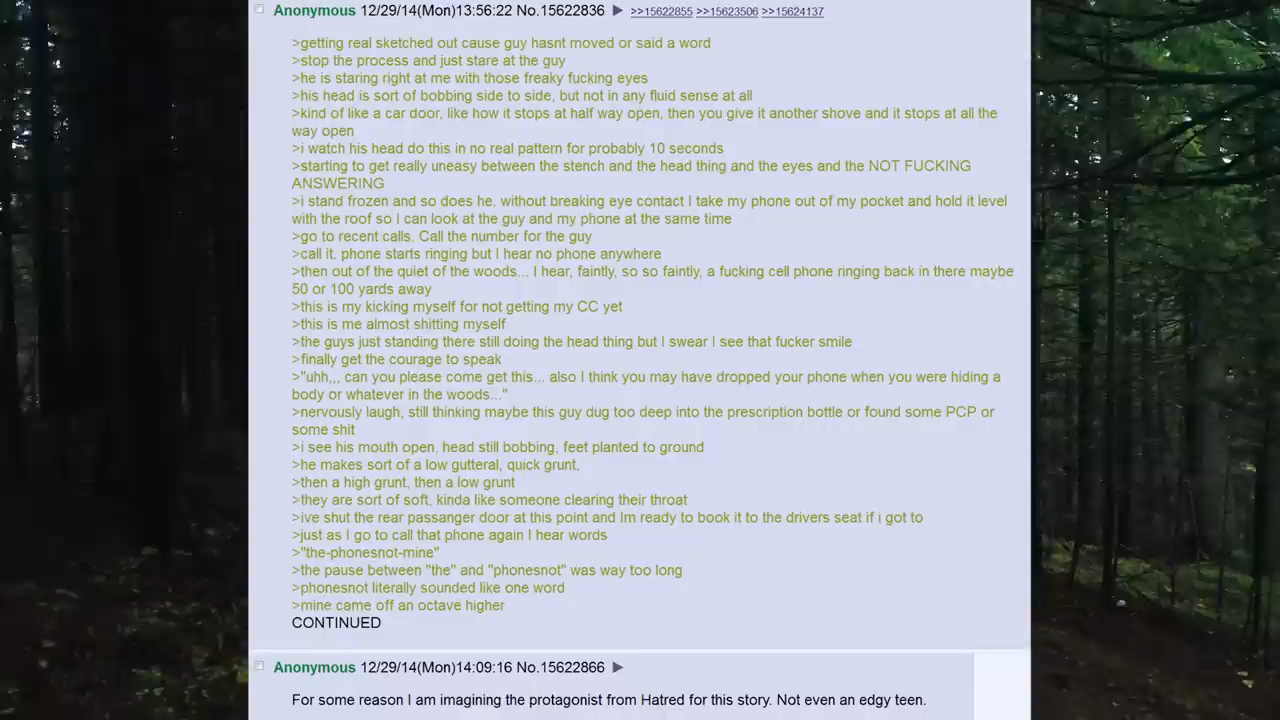 Anonymous 12/29/14(Mon)13:56:22 No.15622836 ▶ >>15622855 >>15623506 >>15624137
>getting real sketched out cause guy hasnt moved or said a word
>stop the process and just stare at the guy
>he is staring right at me with those freaky fucking eyes
>his head is sort of bobbing side to side, but not in any fluid sense at all
>kind of like a car door, like how it stops at half way open, then you give it another shove and it stops at all the
way open
>i watch his head do this in no real pattern for probably 10 seconds
>starting to get really uneasy between the stench and the head thing and the eyes and the NOT FUCKING
ANSWERING
>i stand frozen and so does he. without breaking eye contact I take my phone out of my pocket and hold it level
with the roof so I can look at the guy and my phone at the same time
>go to recent calls. Call the number for the guy
>call it. phone starts ringing but I hear no phone anywhere
>then out of the quiet of the woods... I hear, faintly, so so faintly, a fucking cell phone ringing back in there maybe
50 or 100 yards away
>this is my kicking myself for not getting my CC yet
>this is me almost shitting myself
>the guys just standing there still doing the head thing but I swear I see that fucker smile
>finally get the courage to speak
>"uhh,,, can you please come get this... also I think you may have dropped your phone when you were hiding a
body or whatever in the woods..."
>nervously laugh, still thinking maybe this guy dug too deep into the prescription bottle or found some PCP or
some shit
>i see his mouth open, head still bobbing, feet planted to ground
>he makes sort of a low gutteral, quick grunt,
>then a high grunt, then a low grunt
>they are sort of soft, kinda like someone clearing their throat
>ive shut the rear passanger door at this point and Im ready to book it to the drivers seat if i got to
>just as I go to call that phone again I hear words
>"the-phonesnot-mine"
>the pause between "the" and "phonesnot" was way too long
>phonesnot literally sounded like one word
>mine came off an octave higher
CONTINUED
Anonymous 12/29/14(Mon)14:09:16 No.15622866 ▶
For some reason I am imagining the protagonist from Hatred for this story. Not even an edgy teen.